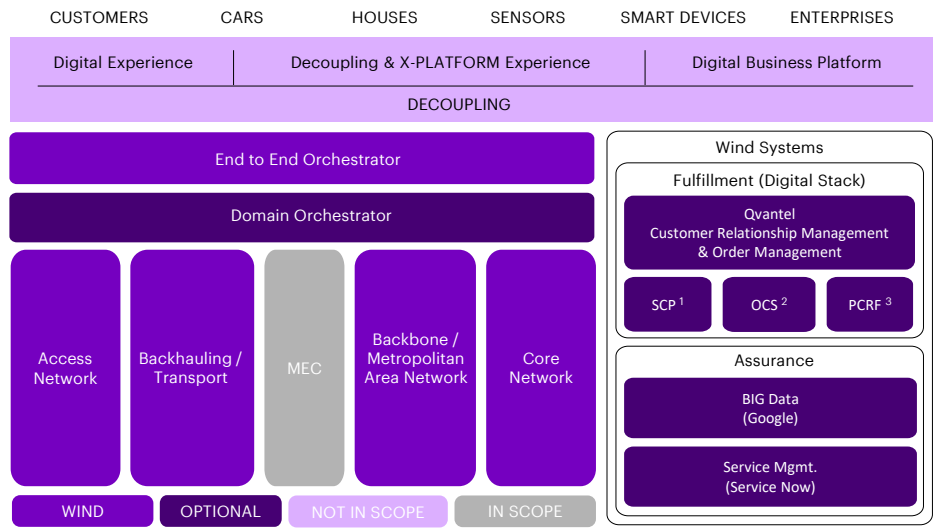 CUSTOMERS CARS HOUSES SENSORS SMART DEVICES ENTERPRISES
Digital Experience Decoupling & X-PLATFORM Experience Digital Business Platform
DECOUPLING
End to End Orchestrator
Domain Orchestrator
Access
Network
Backhauling /
Transport
MEC
Backbone /
Metropolitan
Area Network
Core
Network
WIND OPTIONAL NOT IN SCOPE IN SCOPE
Wind Systems
Fulfillment (Digital Stack)
Qvantel
Customer Relationship Management
& Order Management
SCP 1 OCS 2 PCRF 3
Assurance
BIG Data
(Google)
Service Mgmt.
(Service Now)